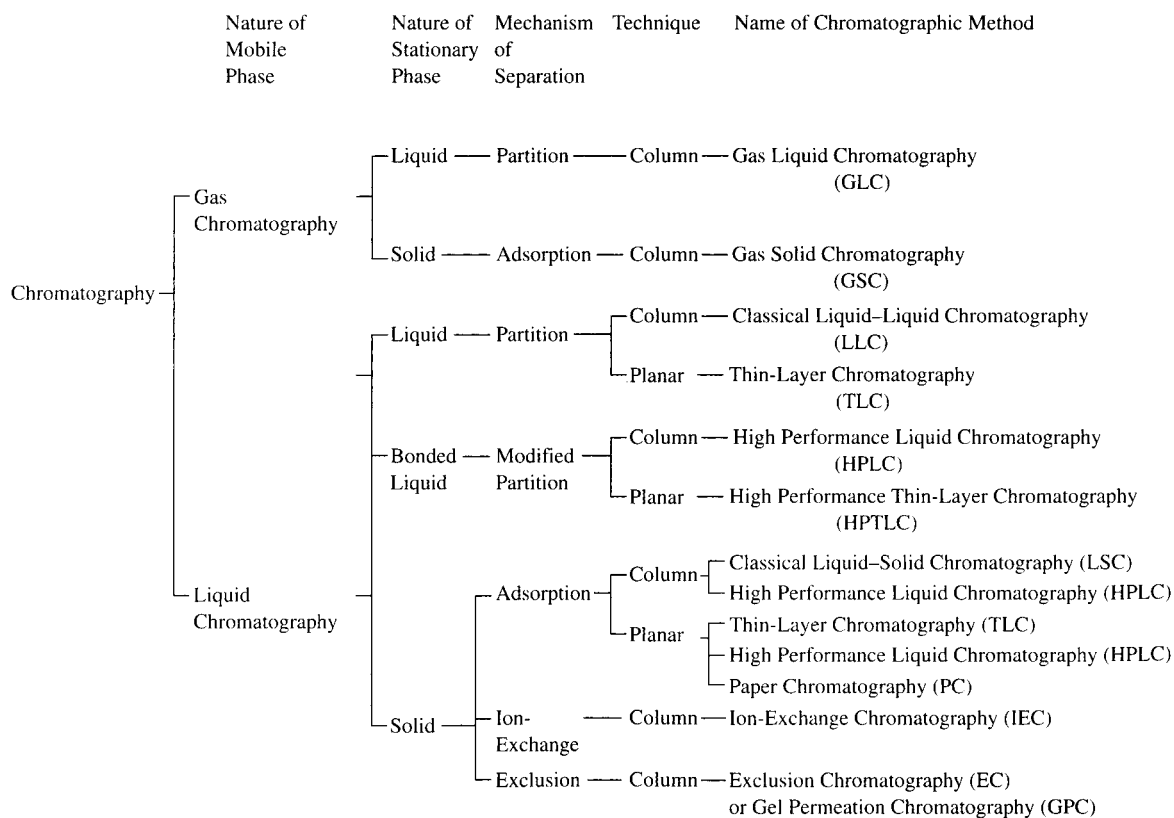 Nature of Mobile Phase
Nature of Stationary Phase
Mechanism of Separation
Technique
Name of Chromatographic Method
Chromatography
Gas Chromatography
Liquid — Partition — Column — Gas Liquid Chromatography
(GLC)
Solid — Adsorption — Column — Gas Solid Chromatography
(GSC)
Liquid — Partition
Column — Classical Liquid–Liquid Chromatography
(LLC)
Planar — Thin-Layer Chromatography
(TLC)
Bonded Liquid — Modified Partition
Column — High Performance Liquid Chromatography
(HPLC)
Planar — High Performance Thin-Layer Chromatography
(HPTLC)
Liquid Chromatography
Solid
Adsorption
Column
Classical Liquid–Solid Chromatography (LSC)
High Performance Liquid Chromatography (HPLC)
Planar
Thin-Layer Chromatography (TLC)
High Performance Liquid Chromatography (HPLC)
Paper Chromatography (PC)
Ion-Exchange — Column — Ion-Exchange Chromatography (IEC)
Exclusion — Column — Exclusion Chromatography (EC)
or Gel Permeation Chromatography (GPC)